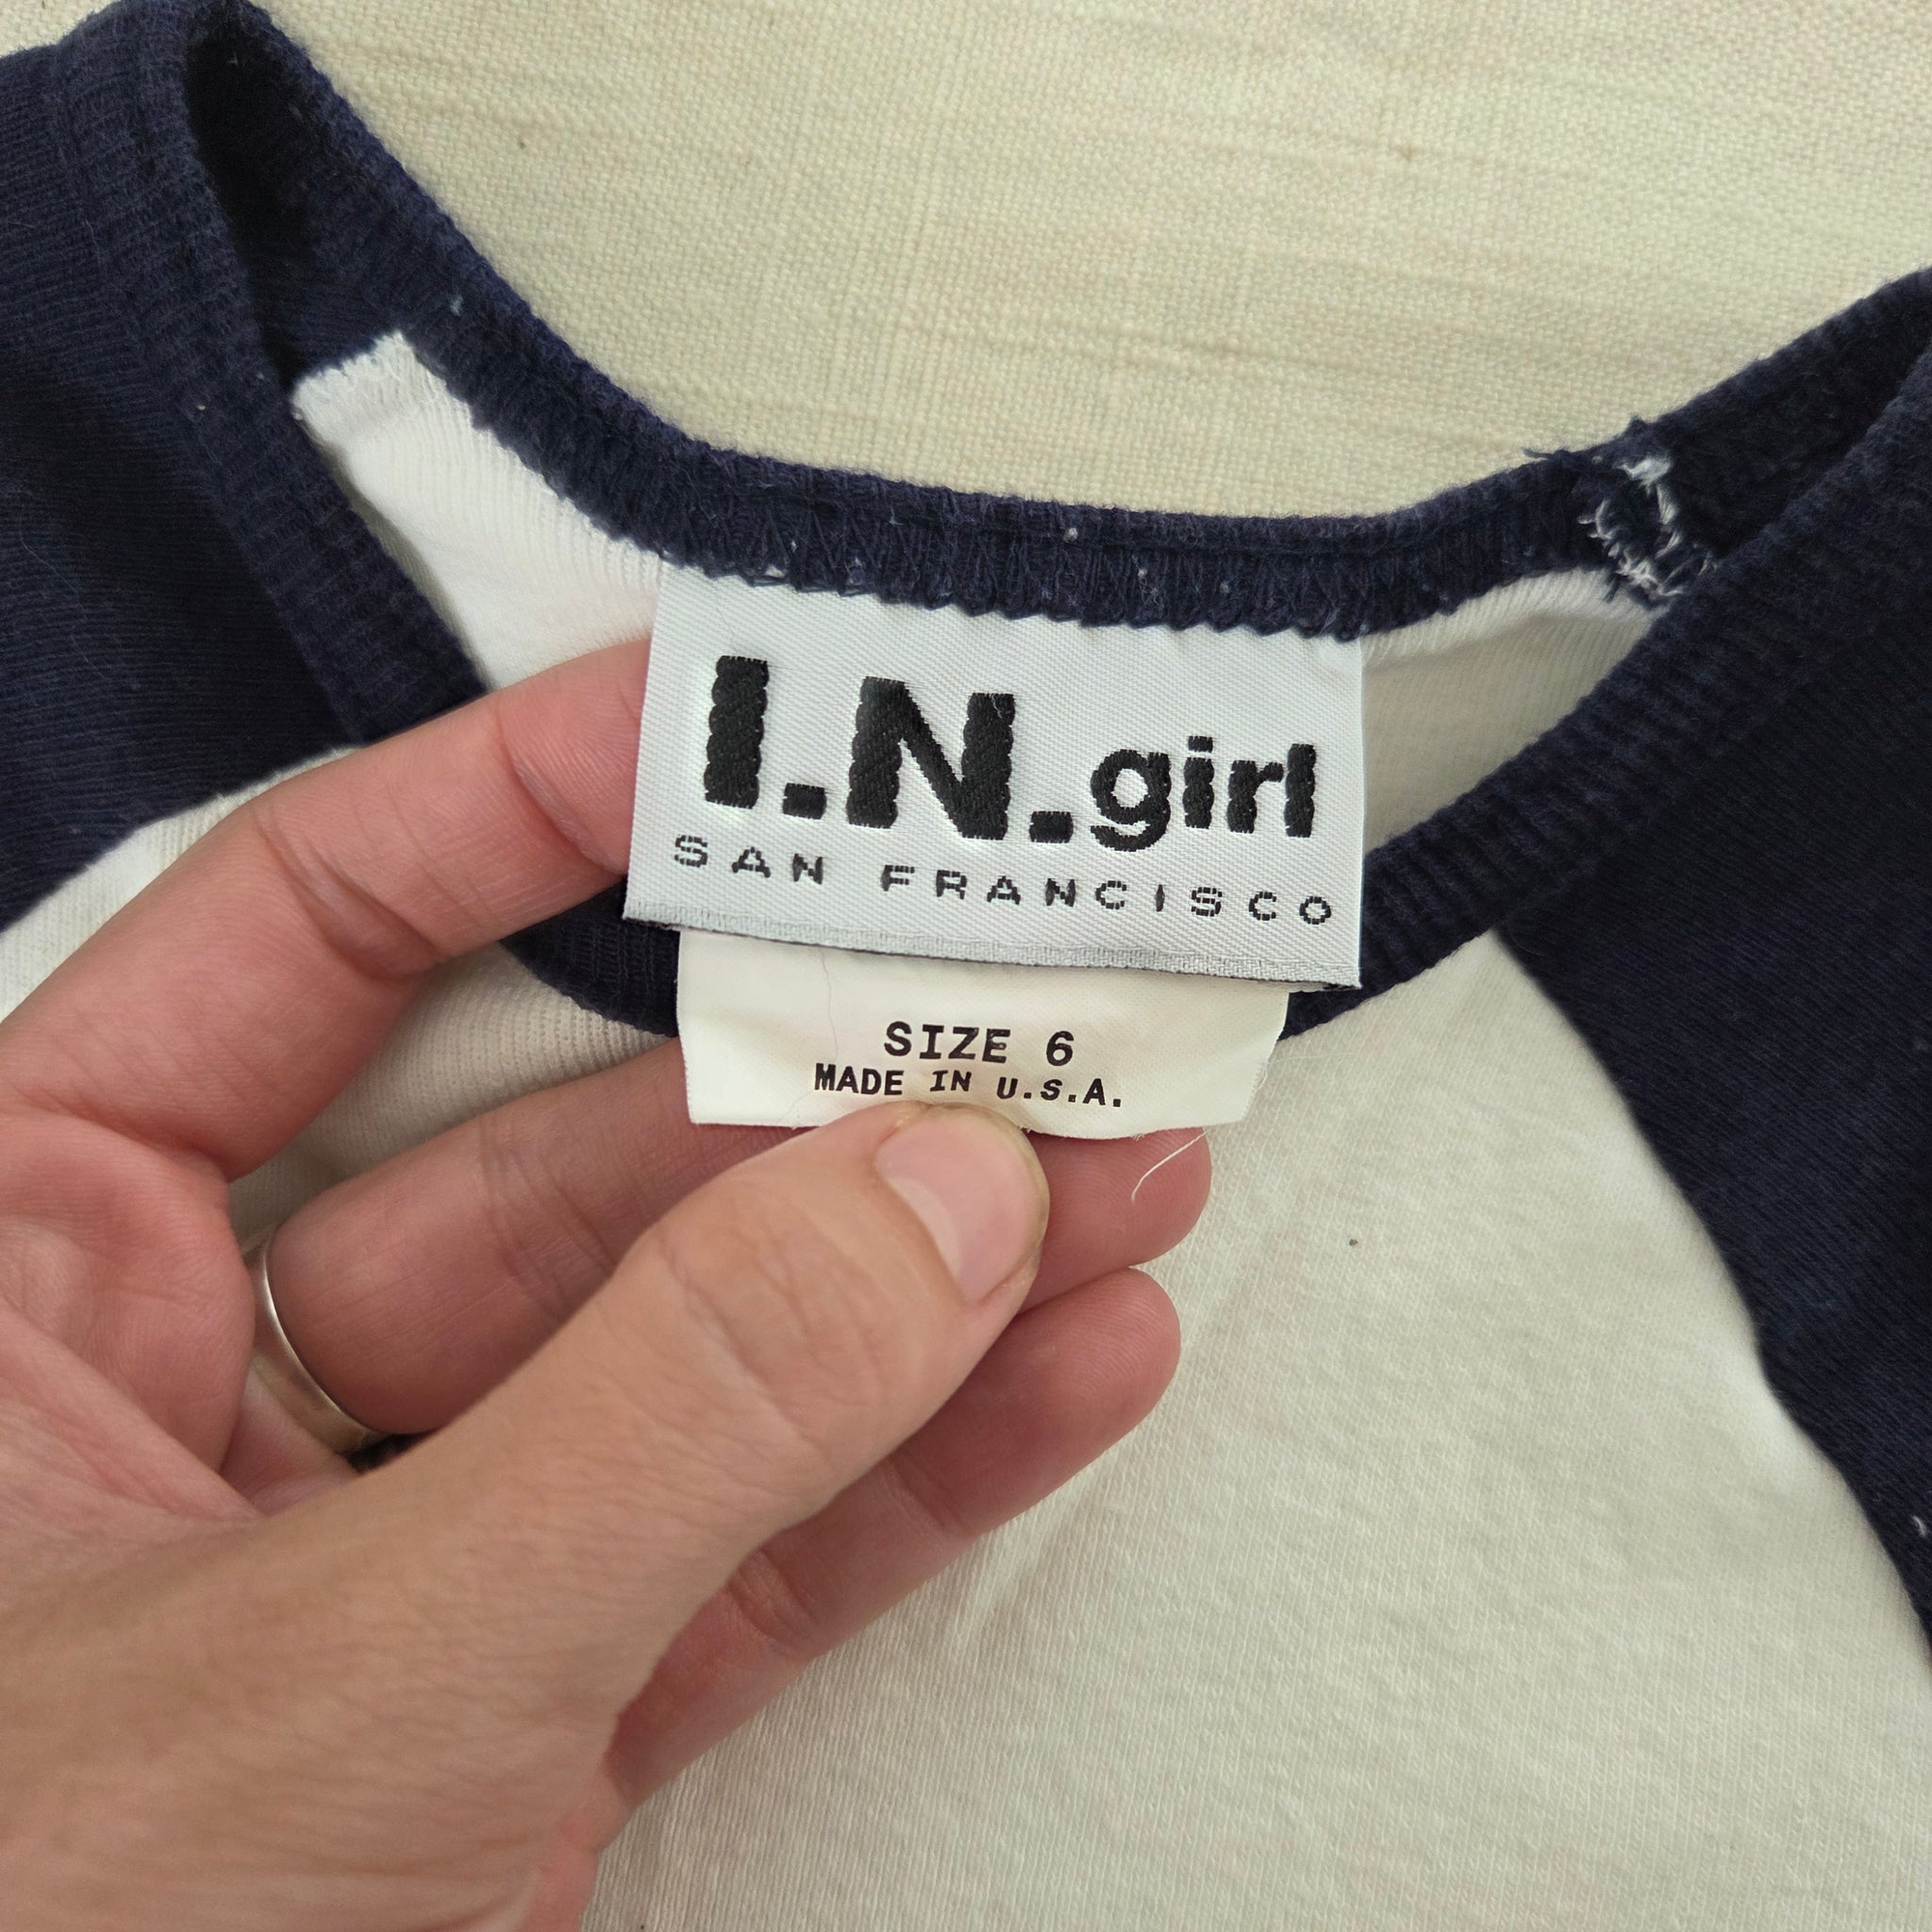 I.N.girl
SAN FRANCISCO
SIZE 6
MADE IN U.S.A.